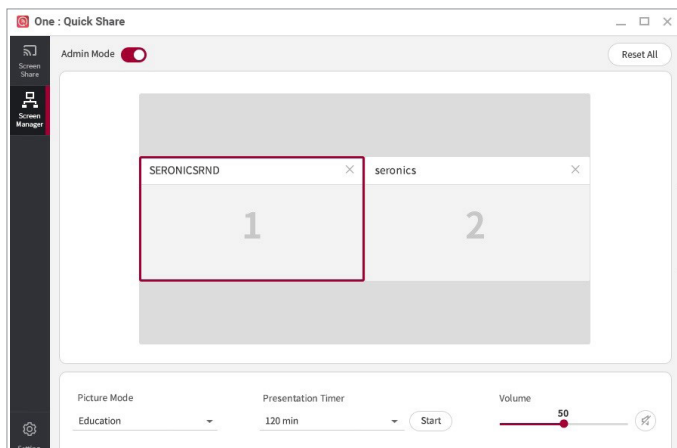 One : Quick Share
Screen
Share
Admin Mode
Reset All
Screen
Manager
SERONICSRND
seronics
1
2
Picture Mode
Presentation Timer
Volume
Education
120 min
Start
50
Setting